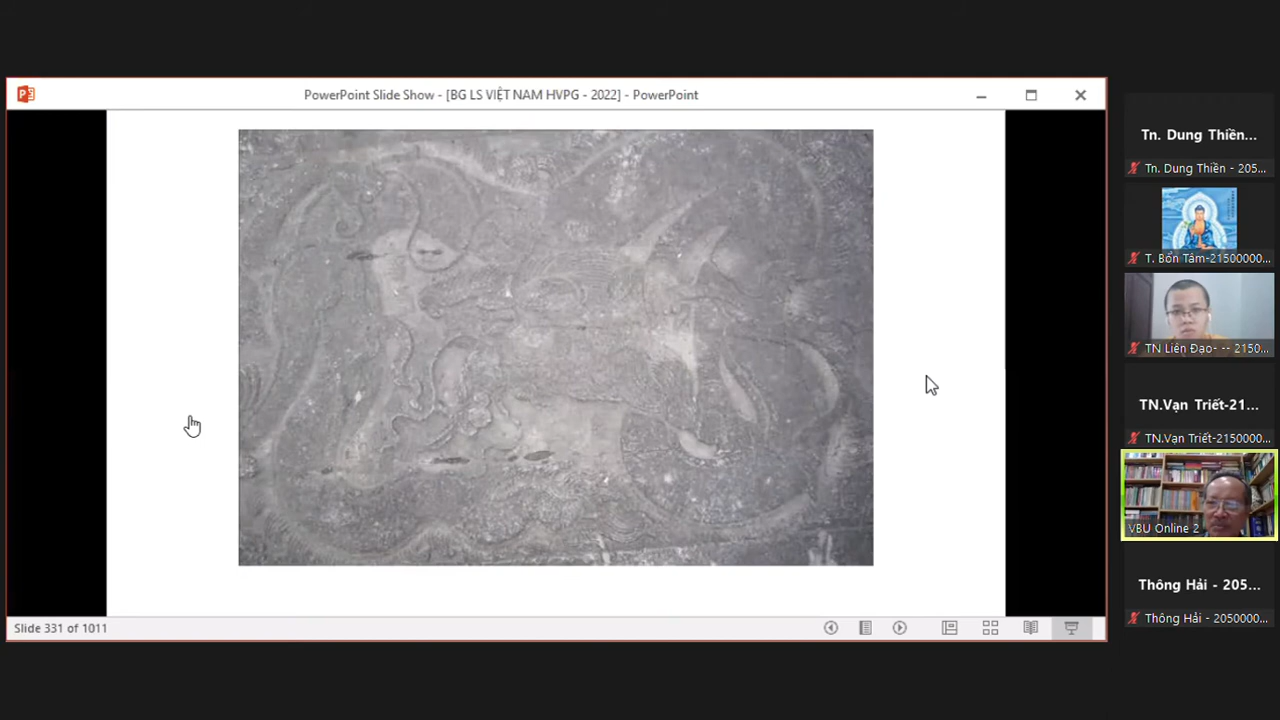 PowerPoint Slide Show - [BG LS VIỆT NAM HVPG - 2022] - PowerPoint
Slide 331 of 1011
Tn. Dung Thiền...
Tn. Dung Thiền - 205...
T. Bổn Tâm-21500000...
TN Liên Đạo- -- 2150...
TN.Vạn Triết-21...
TN.Vạn Triết-2150000...
VBU Online 2
Thông Hải - 205...
Thông Hải - 2050000...